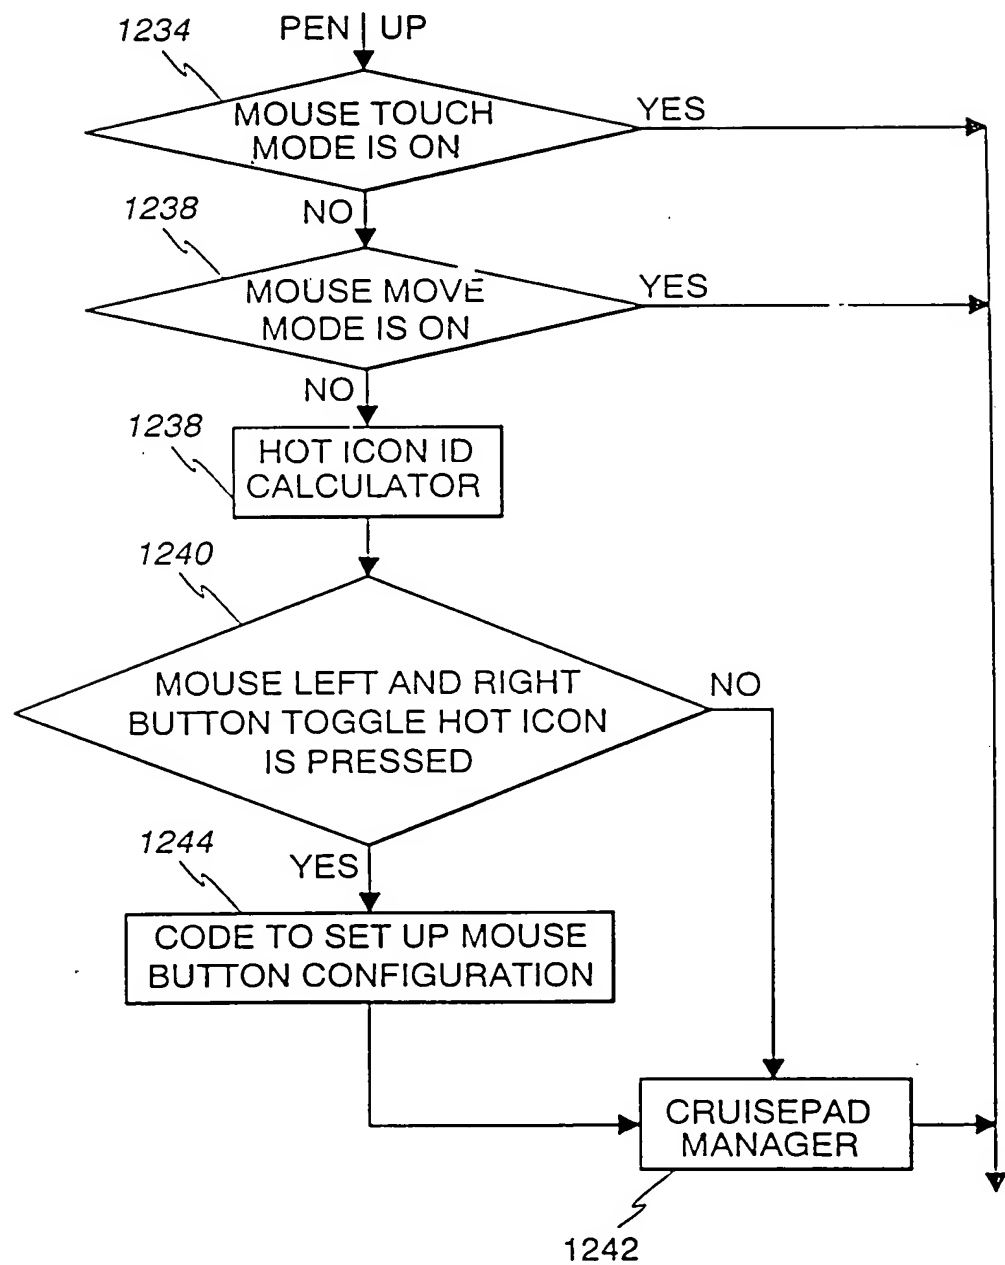 1234
PEN UP
MOUSE TOUCH
MODE IS ON
YES
NO
1238
MOUSE MOVE
MODE IS ON
YES
NO
1238
HOT ICON ID
CALCULATOR
1240
MOUSE LEFT AND RIGHT
BUTTON TOGGLE HOT ICON
IS PRESSED
NO
YES
1244
CODE TO SET UP MOUSE
BUTTON CONFIGURATION
CRUISEPAD
MANAGER
1242